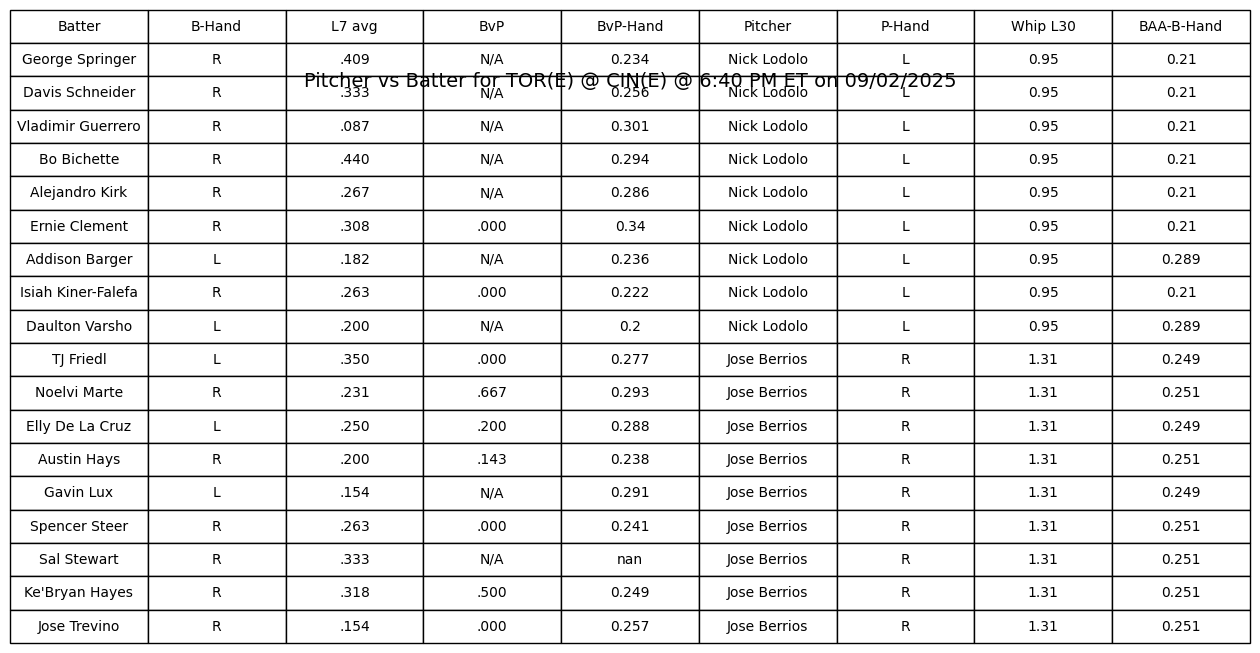 Batter B-Hand L7 avg BvP BvP-Hand Pitcher P-Hand Whip L30 BAA-B-Hand
George Springer R .409 N/A 0.234 Nick Lodolo L 0.95 0.21
Pitcher vs Batter for TOR(E) @ CIN(E) @ 6:40 PM ET on 09/02/2025
Davis Schneider R .333 N/A 0.256 Nick Lodolo L 0.95 0.21
Vladimir Guerrero R .087 N/A 0.301 Nick Lodolo L 0.95 0.21
Bo Bichette R .440 N/A 0.294 Nick Lodolo L 0.95 0.21
Alejandro Kirk R .267 N/A 0.286 Nick Lodolo L 0.95 0.21
Ernie Clement R .308 .000 0.34 Nick Lodolo L 0.95 0.21
Addison Barger L .182 N/A 0.236 Nick Lodolo L 0.95 0.289
Isiah Kiner-Falefa R .263 .000 0.222 Nick Lodolo L 0.95 0.21
Daulton Varsho L .200 N/A 0.2 Nick Lodolo L 0.95 0.289
TJ Friedl L .350 .000 0.277 Jose Berrios R 1.31 0.249
Noelvi Marte R .231 .667 0.293 Jose Berrios R 1.31 0.251
Elly De La Cruz L .250 .200 0.288 Jose Berrios R 1.31 0.249
Austin Hays R .200 .143 0.238 Jose Berrios R 1.31 0.251
Gavin Lux L .154 N/A 0.291 Jose Berrios R 1.31 0.249
Spencer Steer R .263 .000 0.241 Jose Berrios R 1.31 0.251
Sal Stewart R .333 N/A nan Jose Berrios R 1.31 0.251
Ke'Bryan Hayes R .318 .500 0.249 Jose Berrios R 1.31 0.251
Jose Trevino R .154 .000 0.257 Jose Berrios R 1.31 0.251